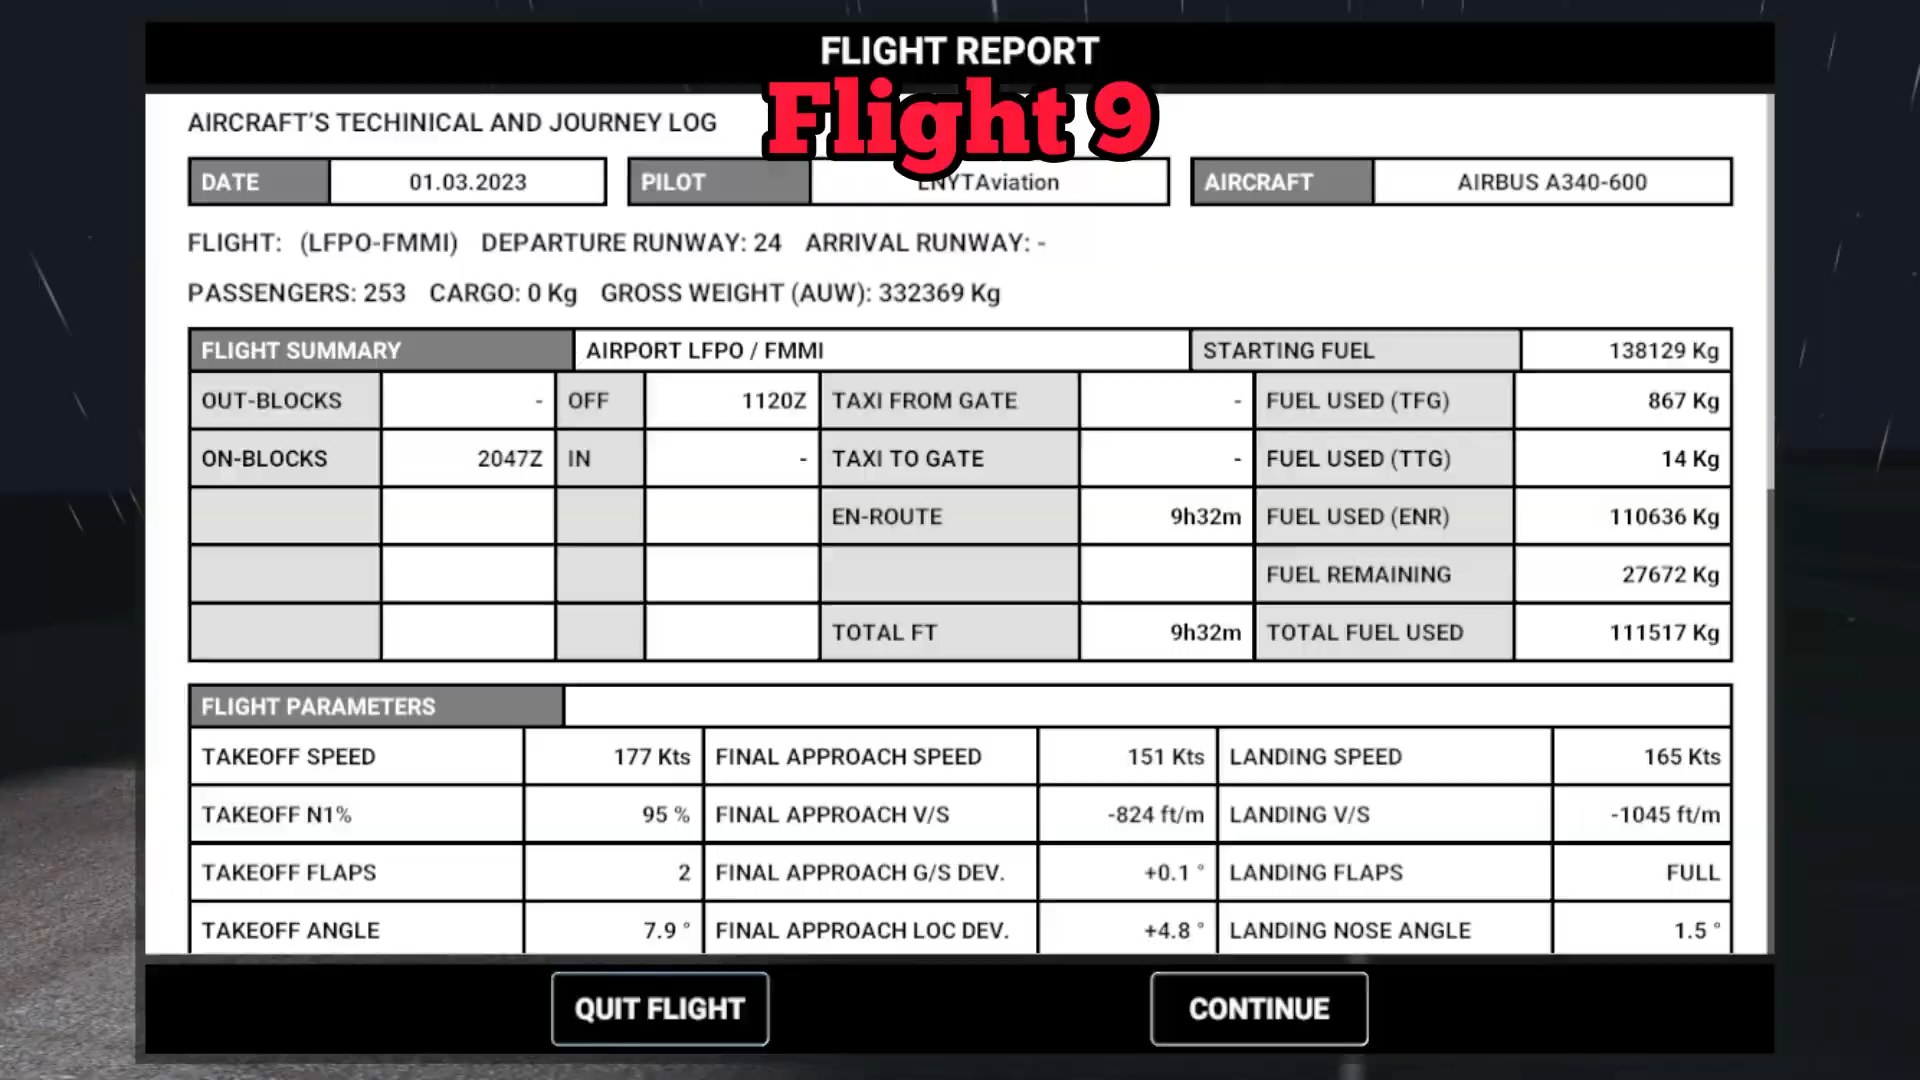 FLIGHT REPORT
Flight 9
AIRCRAFT'S TECHINICAL AND JOURNEY LOG
DATE 01.03.2023 PILOT LNYTAviation AIRCRAFT AIRBUS A340-600
FLIGHT: (LFPO-FMMI) DEPARTURE RUNWAY: 24 ARRIVAL RUNWAY: -
PASSENGERS: 253 CARGO: 0 Kg GROSS WEIGHT (AUW): 332369 Kg
FLIGHT SUMMARY AIRPORT LFPO / FMMI STARTING FUEL 138129 Kg
OUT-BLOCKS - OFF 1120Z TAXI FROM GATE - FUEL USED (TFG) 867 Kg
ON-BLOCKS 2047Z IN - TAXI TO GATE - FUEL USED (TTG) 14 Kg
EN-ROUTE 9h32m FUEL USED (ENR) 110636 Kg
FUEL REMAINING 27672 Kg
TOTAL FT 9h32m TOTAL FUEL USED 111517 Kg
FLIGHT PARAMETERS
TAKEOFF SPEED 177 Kts FINAL APPROACH SPEED 151 Kts LANDING SPEED 165 Kts
TAKEOFF N1% 95 % FINAL APPROACH V/S -824 ft/m LANDING V/S -1045 ft/m
TAKEOFF FLAPS 2 FINAL APPROACH G/S DEV. +0.1 ° LANDING FLAPS FULL
TAKEOFF ANGLE 7.9 ° FINAL APPROACH LOC DEV. +4.8 ° LANDING NOSE ANGLE 1.5 °
QUIT FLIGHT CONTINUE